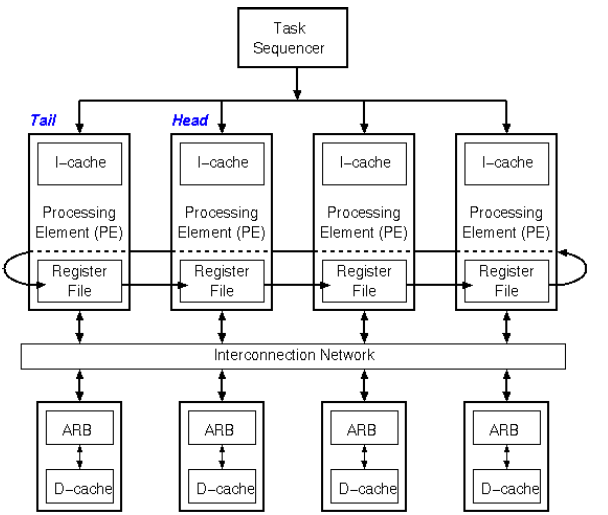 Task
Sequencer
Tail
Head
I-cache
I-cache
I-cache
I-cache
Processing
Element (PE)
Processing
Element (PE)
Processing
Element (PE)
Processing
Element (PE)
Register
File
Register
File
Register
File
Register
File
Interconnection Network
ARB
ARB
ARB
ARB
D-cache
D-cache
D-cache
D-cache